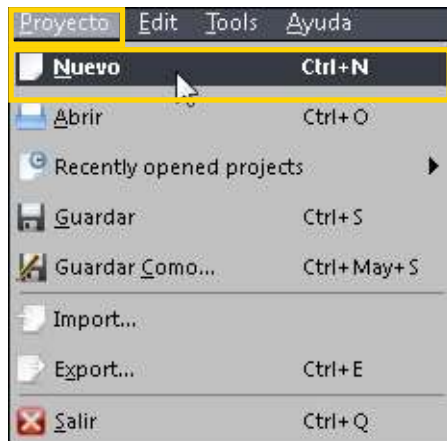 Proyecto Edit Tools Ayuda
Nuevo Ctrl+N
Abrir Ctrl+O
Recently opened projects
Guardar Ctrl+S
Guardar Como... Ctrl+May+S
Import...
Export... Ctrl+E
Salir Ctrl+Q